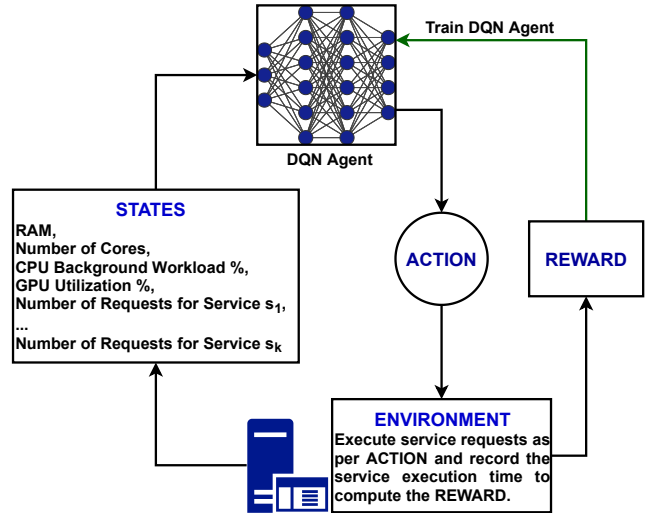 Train DQN Agent
DQN Agent
STATES
RAM,
Number of Cores,
CPU Background Workload %,
GPU Utilization %,
Number of Requests for Service s₁,
...
Number of Requests for Service sₖ
ACTION
REWARD
ENVIRONMENT
Execute service requests as
per ACTION and record the
service execution time to
compute the REWARD.